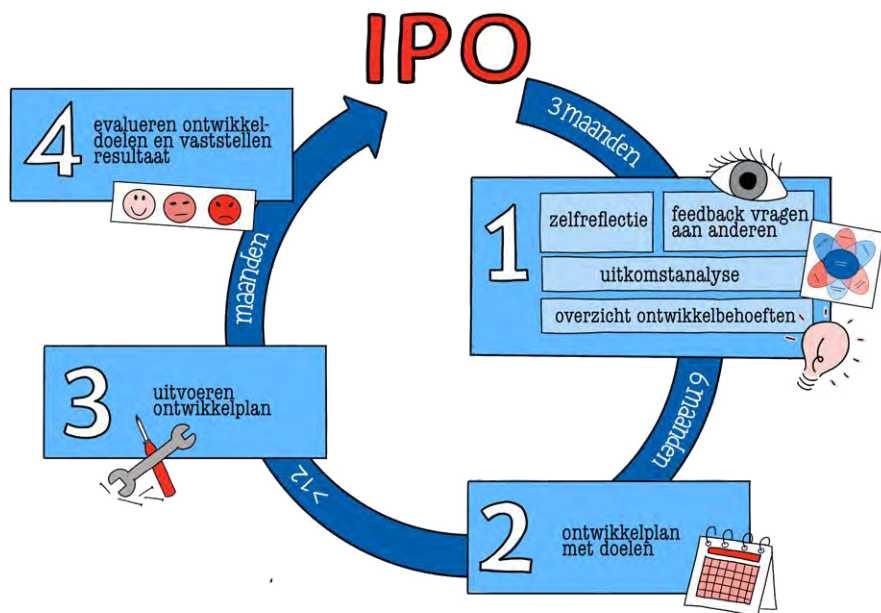 IPO
3 maanden
1
zelfreflectie
feedback vragen
aan anderen
uitkomstanalyse
overzicht ontwikkelbehoeften
6 maanden
2
ontwikkelplan
met doelen
>12
maanden
3
uitvoeren
ontwikkelplan
4
evalueren ontwikkel-
doelen en vaststellen
resultaat